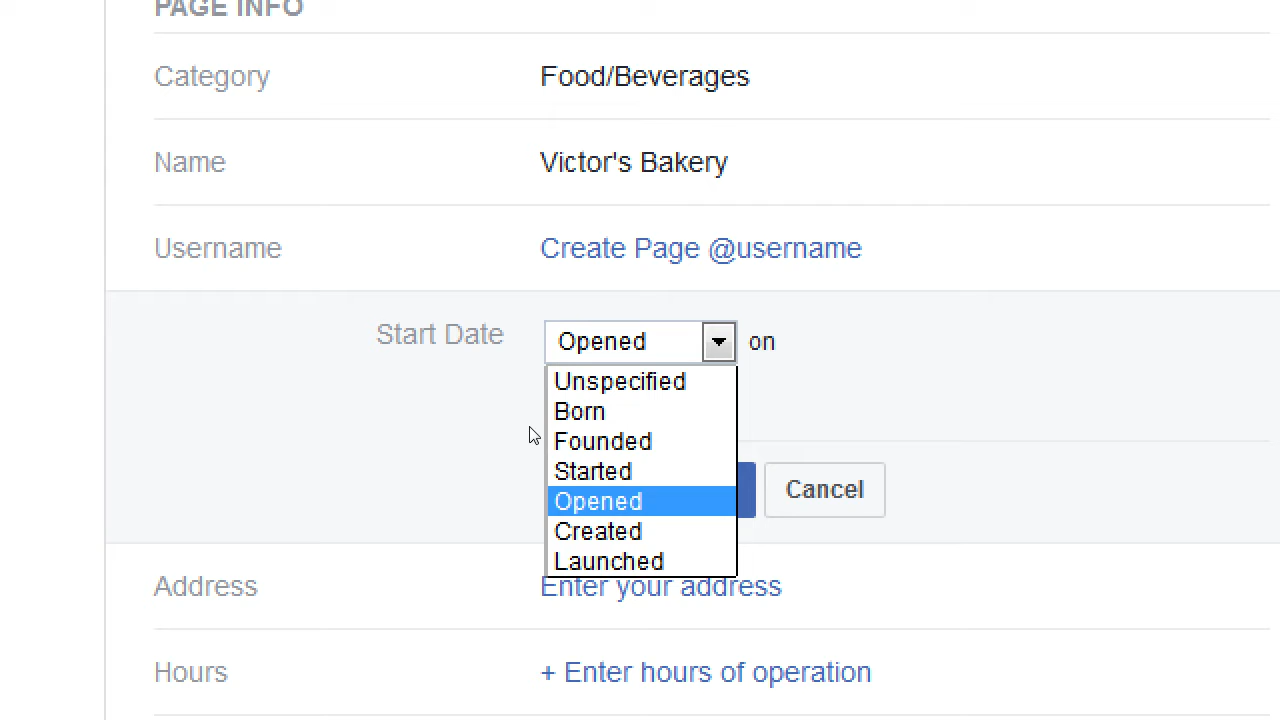 PAGE INFO
Category Food/Beverages
Name Victor's Bakery
Username Create Page @username
Start Date Opened on
Unspecified
Born
Founded
Started
Opened
Cancel
Created
Launched
Address Enter your address
Hours + Enter hours of operation